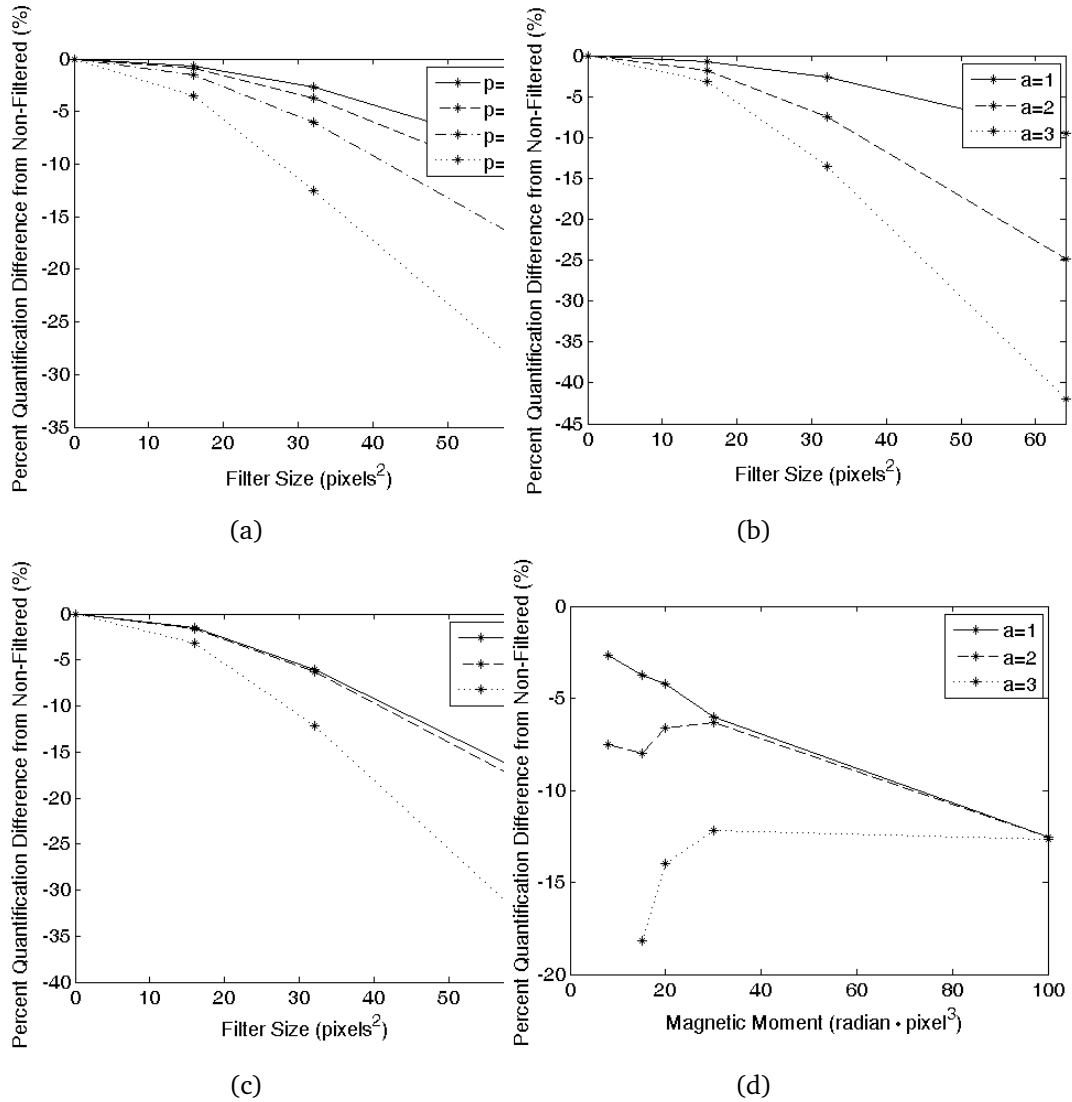 Percent Quantification Difference from Non-Filtered (%)
0
-5
-10
-15
-20
-25
-30
-35
0 10 20 30 40 50
Filter Size (pixels²)
p=
p=
p=
p=
(a)
Percent Quantification Difference from Non-Filtered (%)
0
-5
-10
-15
-20
-25
-30
-35
-40
-45
0 10 20 30 40 50 60
Filter Size (pixels²)
a=1
a=2
a=3
(b)
Percent Quantification Difference from Non-Filtered (%)
0
-5
-10
-15
-20
-25
-30
-35
-40
0 10 20 30 40 50
Filter Size (pixels²)
(c)
Percent Quantification Difference from Non-Filtered (%)
0
-5
-10
-15
-20
0 20 40 60 80 100
Magnetic Moment (radian • pixel³)
a=1
a=2
a=3
(d)